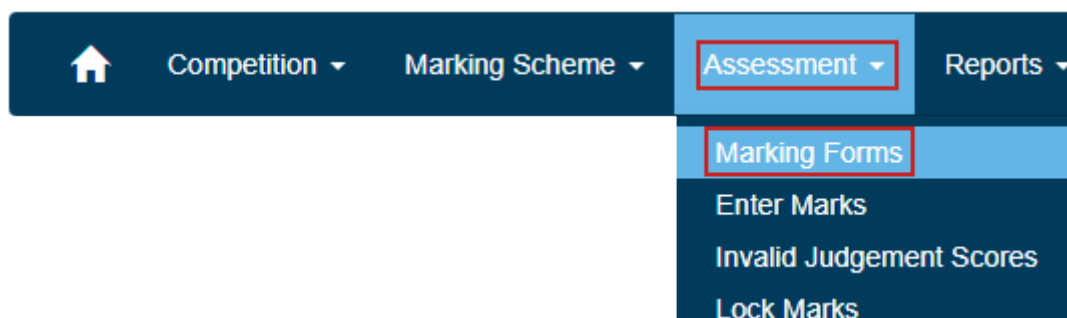 Competition Marking Scheme Assessment Reports
Marking Forms
Enter Marks
Invalid Judgement Scores
Lock Marks